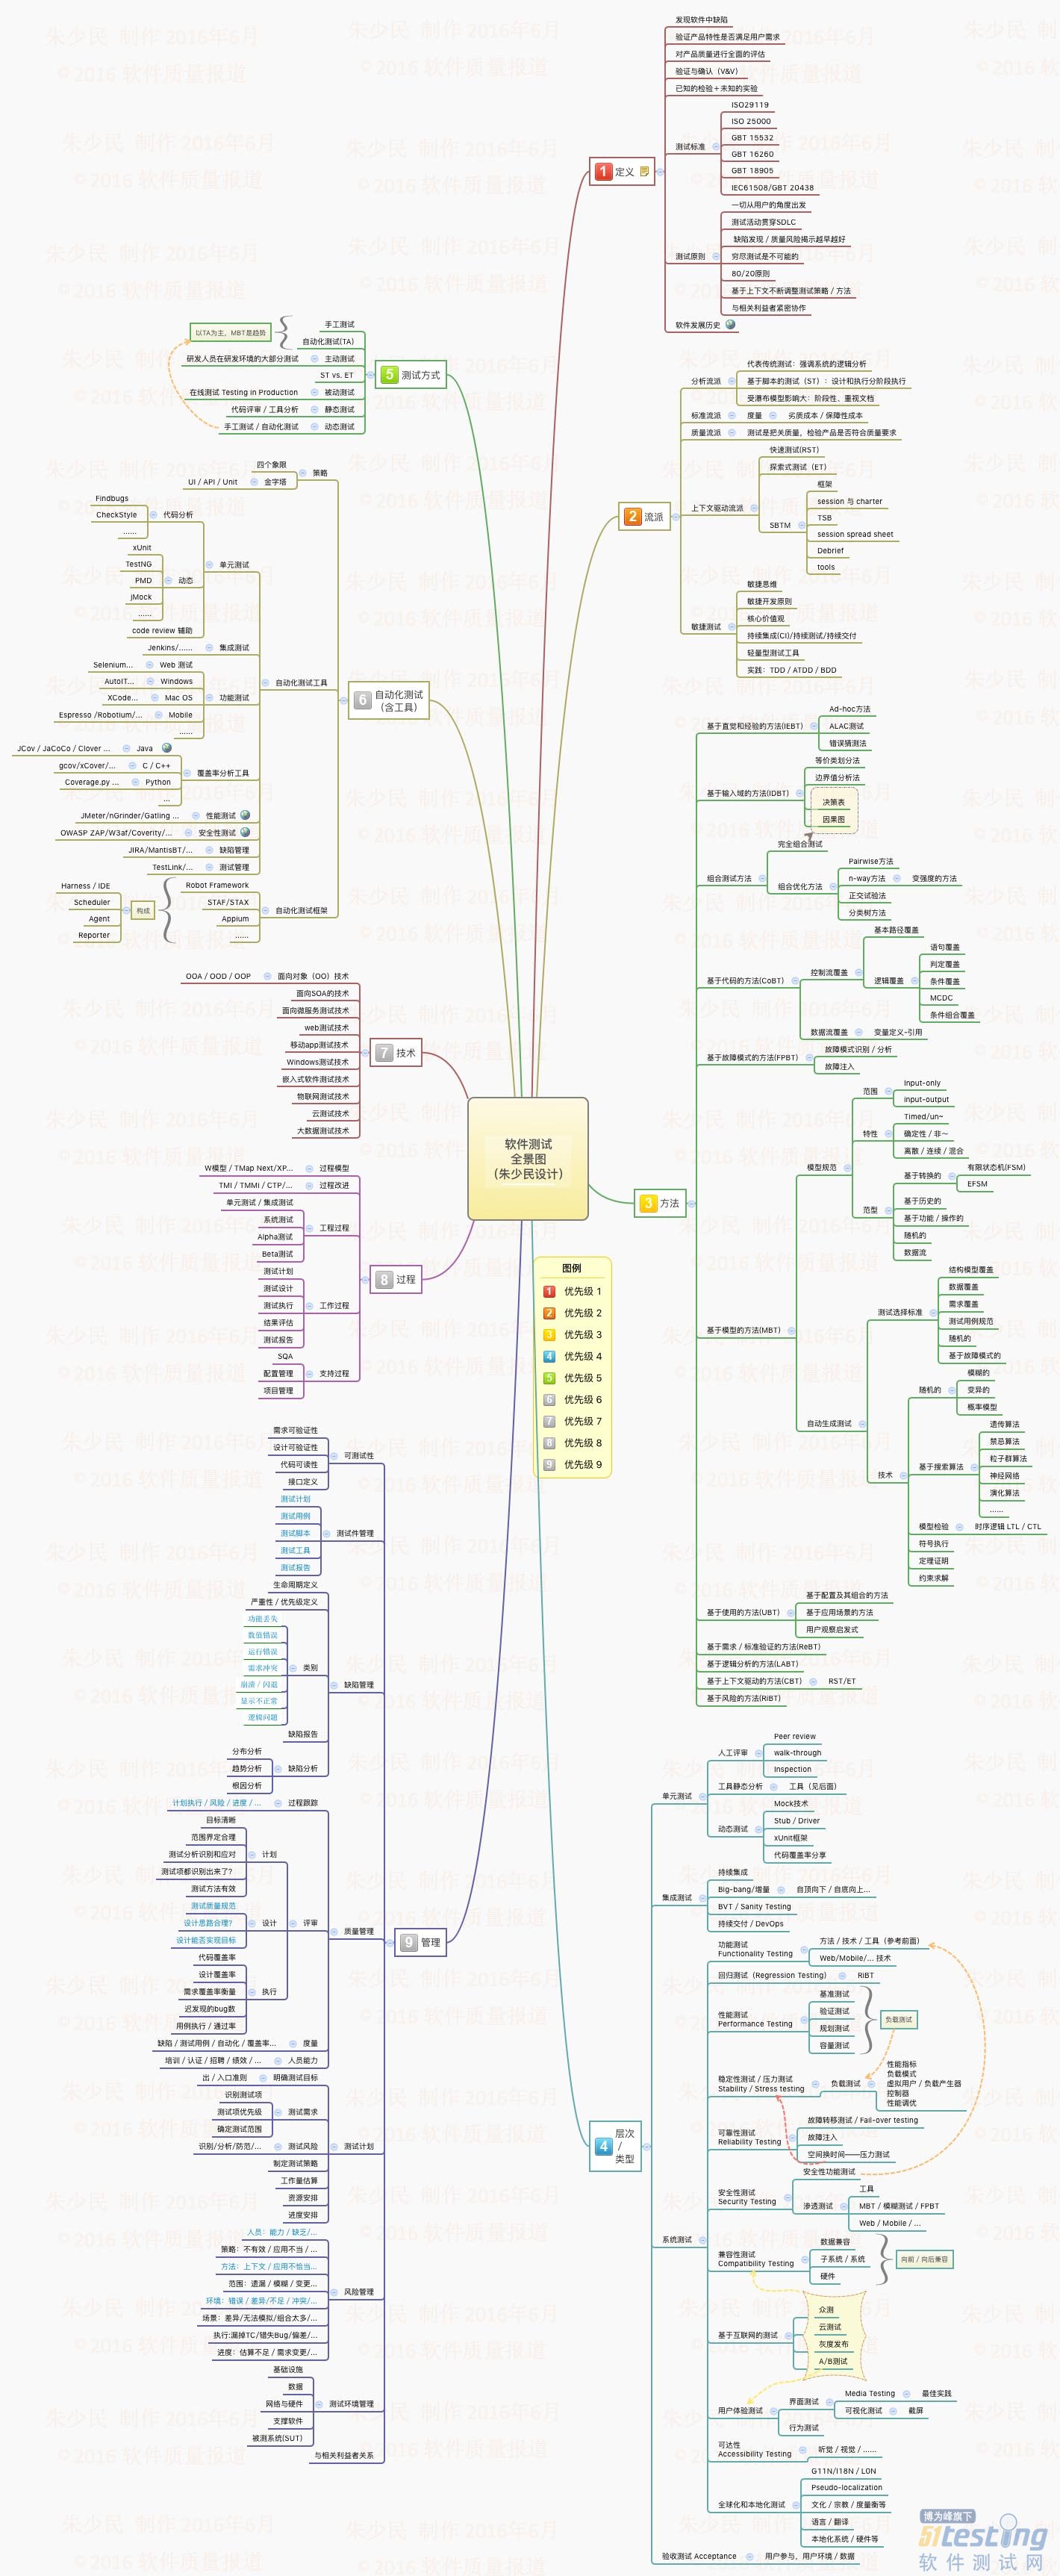 发现软件中缺陷
验证产品特性是否满足用户需求
对产品质量进行全面的评估
验证与确认（V&V）
已知的检验＋未知的实验
ISO29119
ISO 25000
GBT 15532
测试标准
GBT 16260
GBT 18905
IEC61508/GBT 20438
1 定义
一切从用户的角度出发
测试活动贯穿SDLC
缺陷发现 / 质量风险揭示越早越好
测试原则
穷尽测试是不可能的
80/20原则
基于上下文不断调整测试策略 / 方法
与相关利益者紧密协作
软件发展历史
代表传统测试：强调系统的逻辑分析
分析流派
基于脚本的测试（ST）：设计和执行分阶段执行
受瀑布模型影响大：阶段性、重视文档
标准流派
度量
劣质成本 / 保障性成本
质量流派
测试是把关质量，检验产品是否符合质量要求
2 流派
快速测试(RST)
探索式测试（ET）
上下文驱动流派
框架
session 与 charter
TSB
SBTM
session spread sheet
Debrief
tools
敏捷思维
敏捷开发原则
核心价值观
敏捷测试
持续集成(CI)/持续测试/持续交付
轻量型测试工具
实践：TDD / ATDD / BDD
3 方法
Ad-hoc方法
基于直觉和经验的方法(IEBT)
ALAC测试
错误猜测法
等价类划分法
边界值分析法
基于输入域的方法(IDBT)
决策表
因果图
完全组合测试
组合测试方法
Pairwise方法
组合优化方法
n-way方法
变强度的方法
正交试验法
分类树方法
基本路径覆盖
控制流覆盖
语句覆盖
判定覆盖
逻辑覆盖
条件覆盖
MCDC
条件组合覆盖
基于代码的方法(CoBT)
数据流覆盖
变量定义-引用
故障模式识别 / 分析
基于故障模式的方法(FPBT)
故障注入
范围
Input-only
input-output
特性
Timed/un~
确定性 / 非～
离散 / 连续 / 混合
模型规范
基于转换的
有限状态机(FSM)
EFSM
范型
基于历史的
基于功能 / 操作的
随机的
数据流
基于模型的方法(MBT)
结构模型覆盖
数据覆盖
测试选择标准
需求覆盖
测试用例规范
随机的
基于故障模式的
自动生成测试
随机的
模糊的
变异的
概率模型
技术
基于搜索算法
遗传算法
禁忌算法
粒子群算法
神经网络
演化算法
……
模型检验
时序逻辑 LTL / CTL
符号执行
定理证明
约束求解
基于配置及其组合的方法
基于使用的方法(UBT)
基于应用场景的方法
用户观察启发式
基于需求 / 标准验证的方法(ReBT)
基于逻辑分析的方法(LABT)
基于上下文驱动的方法(CBT)
RST/ET
基于风险的方法(RiBT)
4 层次
/
类型
人工评审
Peer review
walk-through
Inspection
单元测试
工具静态分析
工具（见后面）
动态测试
Mock技术
Stub / Driver
xUnit框架
代码覆盖率分享
集成测试
持续集成
Big-bang/增量
自顶向下 / 自底向上...
BVT / Sanity Testing
持续交付 / DevOps
系统测试
功能测试
Functionality Testing
方法 / 技术 / 工具（参考前面）
Web/Mobile/... 技术
回归测试（Regression Testing）
RiBT
性能测试
Performance Testing
基准测试
验证测试
规划测试
容量测试
负载测试
稳定性测试 / 压力测试
Stability / Stress testing
负载测试
性能指标
负载模式
虚拟用户 / 负载产生器
控制器
性能调优
可靠性测试
Reliability Testing
故障转移测试 / Fail-over testing
故障注入
空间换时间——压力测试
安全性测试
Security Testing
安全性功能测试
渗透测试
工具
MBT / 模糊测试 / FPBT
Web / Mobile / ...
兼容性测试
Compatibility Testing
数据兼容
子系统 / 系统
硬件
向前 / 向后兼容
基于互联网的测试
众测
云测试
灰度发布
A/B测试
用户体验测试
界面测试
Media Testing
最佳实践
可视化测试
截屏
行为测试
可达性
Accessibility Testing
听觉 / 视觉 / ……
全球化和本地化测试
G11N/I18N / L0N
Pseudo-localization
文化 / 宗教 / 度量衡等
语言 / 翻译
本地化系统 / 硬件等
验收测试 Acceptance
用户参与、用户环境 / 数据
5 测试方式
以TA为主，MBT是趋势
手工测试
自动化测试(TA)
研发人员在研发环境的大部分测试
主动测试
ST vs. ET
在线测试 Testing in Production
被动测试
代码评审 / 工具分析
静态测试
手工测试 / 自动化测试
动态测试
6 自动化测试
（含工具）
四个象限
策略
UI / API / Unit
金字塔
自动化测试工具
Findbugs
CheckStyle
……
代码分析
单元测试
xUnit
TestNG
PMD
动态
jMock
……
code review 辅助
Jenkins/……
集成测试
Selenium...
Web 测试
AutoIT...
Windows
XCode...
Mac OS
功能测试
Espresso /Robotium/...
Mobile
……
JCov / JaCoCo / Clover ...
Java
gcov/xCover/...
C / C++
覆盖率分析工具
Coverage.py ...
Python
...
JMeter/nGrinder/Gatling ...
性能测试
OWASP ZAP/W3af/Coverity/...
安全性测试
JIRA/MantisBT/...
缺陷管理
TestLink/...
测试管理
Harness / IDE
Scheduler
Agent
Reporter
构成
Robot Framework
STAF/STAX
Appium
……
自动化测试框架
7 技术
OOA / OOD / OOP
面向对象（OO）技术
面向SOA的技术
面向微服务测试技术
web测试技术
移动app测试技术
Windows测试技术
嵌入式软件测试技术
物联网测试技术
云测试技术
大数据测试技术
软件测试
全景图
(朱少民设计)
8 过程
W模型 / TMap Next/XP...
过程模型
TMI / TMMi / CTP/...
过程改进
单元测试 / 集成测试
系统测试
工程过程
Alpha测试
Beta测试
测试计划
测试设计
测试执行
工作过程
结果评估
测试报告
SQA
配置管理
支持过程
项目管理
图例
1 优先级 1
2 优先级 2
3 优先级 3
4 优先级 4
5 优先级 5
6 优先级 6
7 优先级 7
8 优先级 8
9 优先级 9
9 管理
需求可验证性
设计可验证性
可测试性
代码可读性
接口定义
测试计划
测试用例
测试脚本
测试件管理
测试工具
测试报告
生命周期定义
严重性 / 优先级定义
功能丢失
数值错误
运行错误
需求冲突
类别
崩溃 / 闪退
显示不正常
逻辑问题
缺陷管理
缺陷报告
分布分析
趋势分析
缺陷分析
根因分析
计划执行 / 风险 / 进度 / ...
过程跟踪
目标清晰
范围界定合理
测试分析识别和应对
计划
测试项都识别出来了?
测试方法有效
测试质量规范
设计思路合理?
设计
评审
质量管理
设计能否实现目标
代码覆盖率
设计覆盖率
需求覆盖率衡量
执行
迟发现的bug数
用例执行 / 通过率
缺陷 / 测试用例 / 自动化 / 覆盖率...
度量
培训 / 认证 / 招聘 / 绩效 / ...
人员能力
出 / 入口准则
明确测试目标
识别测试项
测试项优先级
测试需求
确定测试范围
识别/分析/防范/...
测试风险
测试计划
制定测试策略
工作量估算
资源安排
进度安排
人员：能力 / 缺乏/...
策略：不有效 / 应用不当 / ...
方法：上下文 / 应用不恰当...
范围：遗漏 / 模糊 / 变更...
风险管理
环境：错误 / 差异/不足 / 冲突/...
场景：差异/无法模拟/组合太多/...
执行:漏掉TC/错失Bug/偏差/...
进度：估算不足 / 需求变更/...
基础设施
数据
网络与硬件
测试环境管理
支撑软件
被测系统(SUT)
与相关利益者关系
朱少民 制作 2016年6月
©2016 软件质量报道
博为峰旗下
51testing
软件测试网